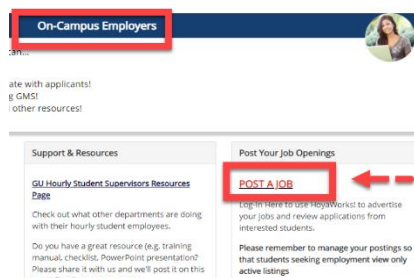 On-Campus Employers
can...
ate with applicants!
g GMS!
other resources!
Support & Resources
GU Hourly Student Supervisors Resources
Page
Check out what other departments are doing
with their hourly student employees.
Do you have a great resource (e.g. training
manual, checklist, PowerPoint presentation?
Please share it with us and we'll post it on this
Post Your Job Openings
POST A JOB
Log-In Here to use HoyaWorks! to advertise
your jobs and review applications from
interested students.
Please remember to manage your postings so
that students seeking employment view only
active listings